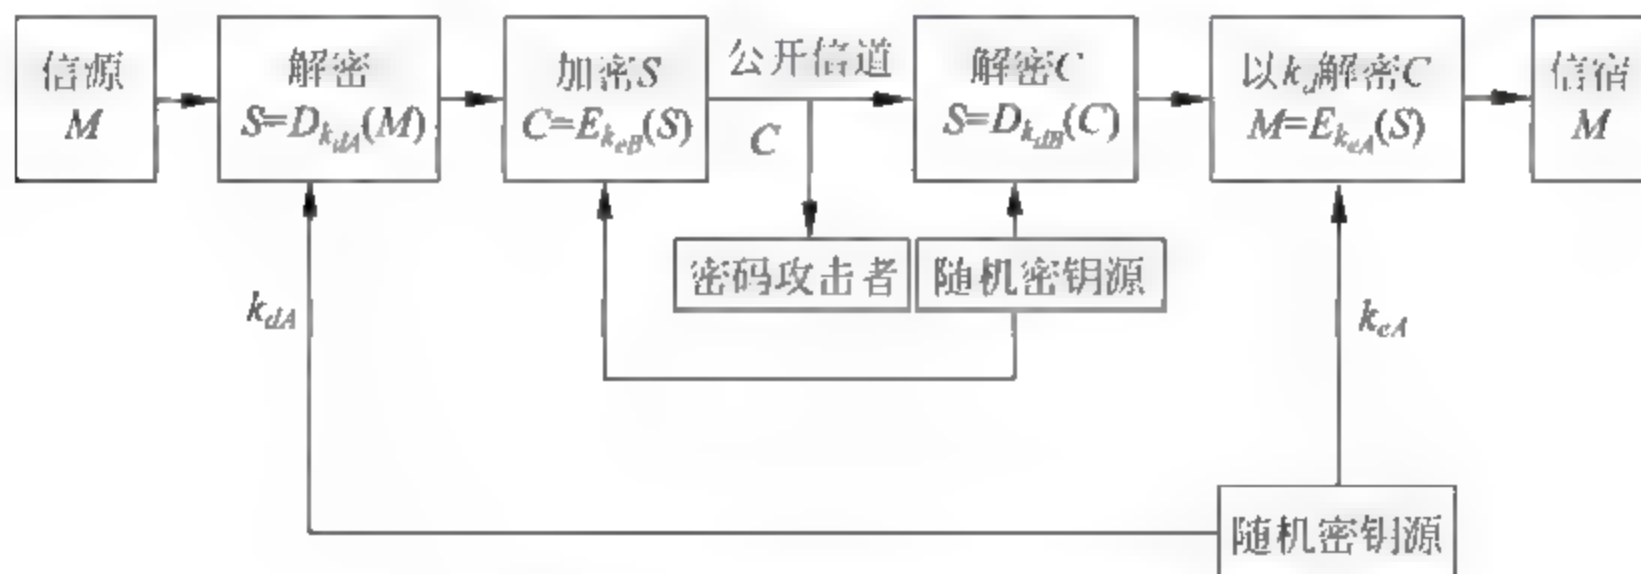 信源
M
解密
S=D_{k_{dA}}(M)
加密S
C=E_{k_{eB}}(S)
公开信道
C
解密C
S=D_{k_{dB}}(C)
以k_d解密C
M=E_{k_{eA}}(S)
信宿
M
密码攻击者
随机密钥源
k_{dA}
k_{eA}
随机密钥源